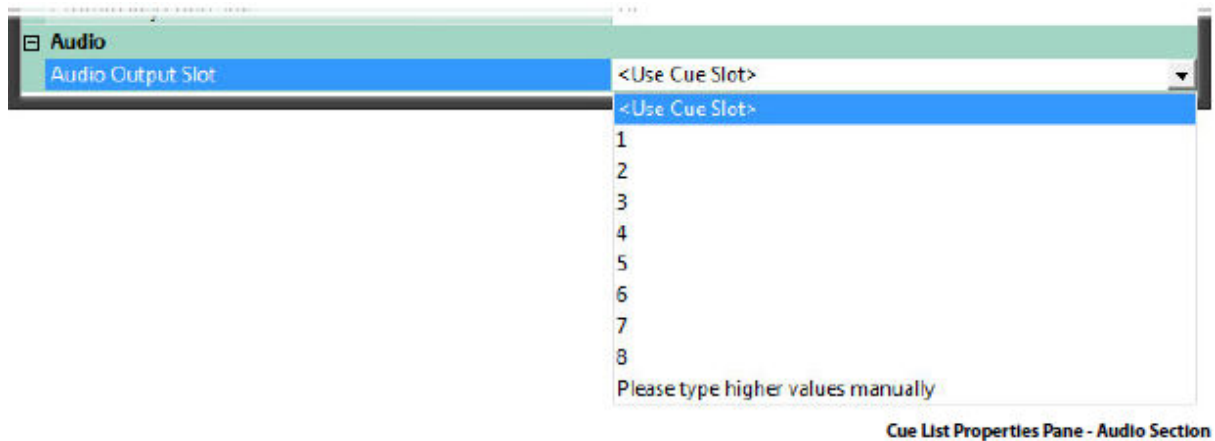 Audio
Audio Output Slot <Use Cue Slot>
<Use Cue Slot>
1
2
3
4
5
6
7
8
Please type higher values manually
Cue List Properties Pane - Audio Section